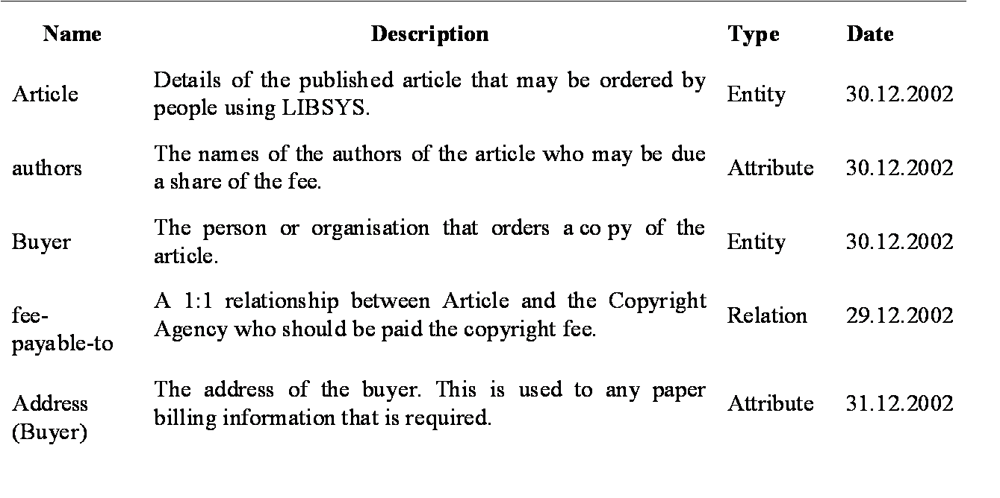 Name Description Type Date
Article Details of the published article that may be ordered by people using LIBSYS. Entity 30.12.2002
authors The names of the authors of the article who may be due a share of the fee. Attribute 30.12.2002
Buyer The person or organisation that orders a co py of the article. Entity 30.12.2002
fee-payable-to A 1:1 relationship between Article and the Copyright Agency who should be paid the copyright fee. Relation 29.12.2002
Address (Buyer) The address of the buyer. This is used to any paper billing information that is required. Attribute 31.12.2002